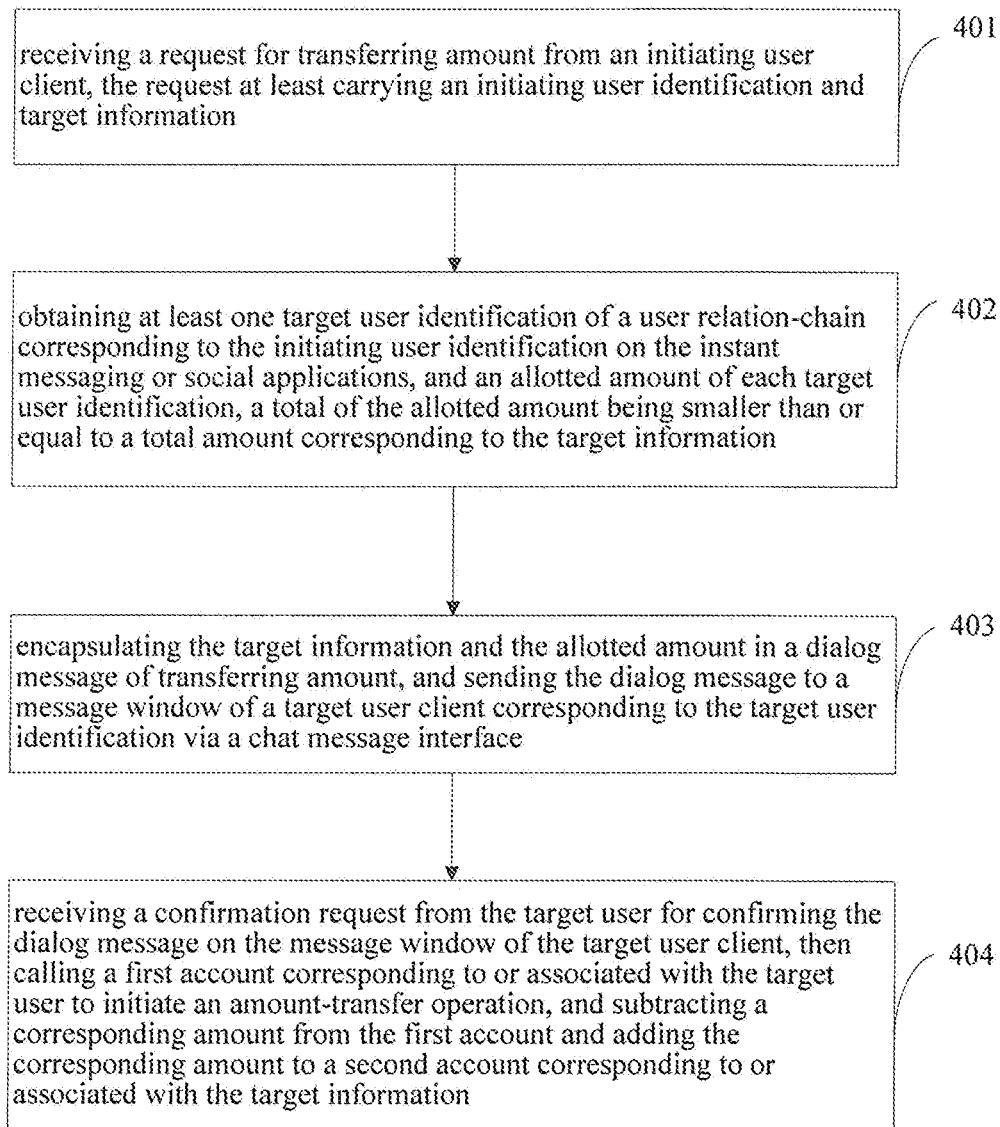 401
receiving a request for transferring amount from an initiating user
client, the request at least carrying an initiating user identification and
target information
402
obtaining at least one target user identification of a user relation-chain
corresponding to the initiating user identification on the instant
messaging or social applications, and an allotted amount of each target
user identification, a total of the allotted amount being smaller than or
equal to a total amount corresponding to the target information
403
encapsulating the target information and the allotted amount in a dialog
message of transferring amount, and sending the dialog message to a
message window of a target user client corresponding to the target user
identification via a chat message interface
404
receiving a confirmation request from the target user for confirming the
dialog message on the message window of the target user client, then
calling a first account corresponding to or associated with the target
user to initiate an amount-transfer operation, and subtracting a
corresponding amount from the first account and adding the
corresponding amount to a second account corresponding to or
associated with the target information